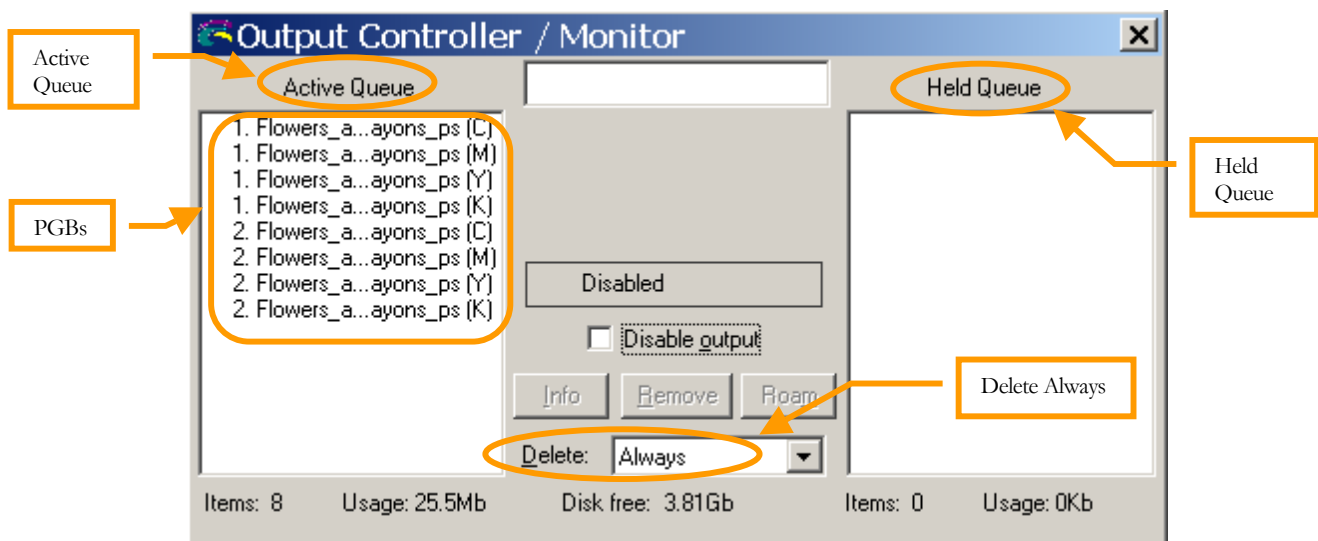 Output Controller / Monitor
Active
Queue
Active Queue
Held Queue
1. Flowers_a...ayons_ps (C)
1. Flowers_a...ayons_ps (M)
1. Flowers_a...ayons_ps (Y)
1. Flowers_a...ayons_ps (K)
2. Flowers_a...ayons_ps (C)
2. Flowers_a...ayons_ps (M)
2. Flowers_a...ayons_ps (Y)
2. Flowers_a...ayons_ps (K)
PGBs
Held
Queue
Disabled
Disable output
Info Remove Roam
Delete Always
Delete: Always
Items: 8 Usage: 25.5Mb Disk free: 3.81Gb Items: 0 Usage: 0Kb